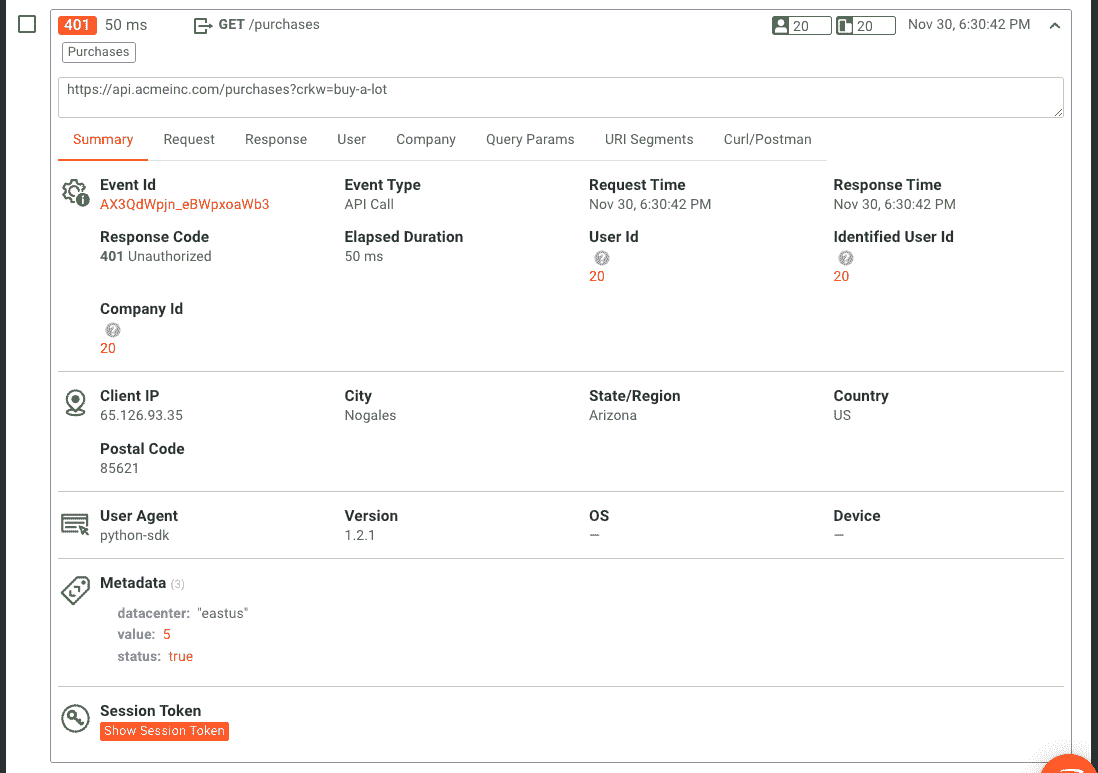 401 50 ms GET /purchases 20 20 Nov 30, 6:30:42 PM
Purchases
https://api.acmeinc.com/purchases?crkw=buy-a-lot
Summary Request Response User Company Query Params URI Segments Curl/Postman
Event Id Event Type Request Time Response Time
AX3QdWpjn_eBWpxoaWb3 API Call Nov 30, 6:30:42 PM Nov 30, 6:30:42 PM
Response Code Elapsed Duration User Id Identified User Id
401 Unauthorized 50 ms
20 20
Company Id
20
Client IP City State/Region Country
65.126.93.35 Nogales Arizona US
Postal Code
85621
User Agent Version OS Device
python-sdk 1.2.1 — —
Metadata (3)
datacenter: "eastus"
value: 5
status: true
Session Token
Show Session Token